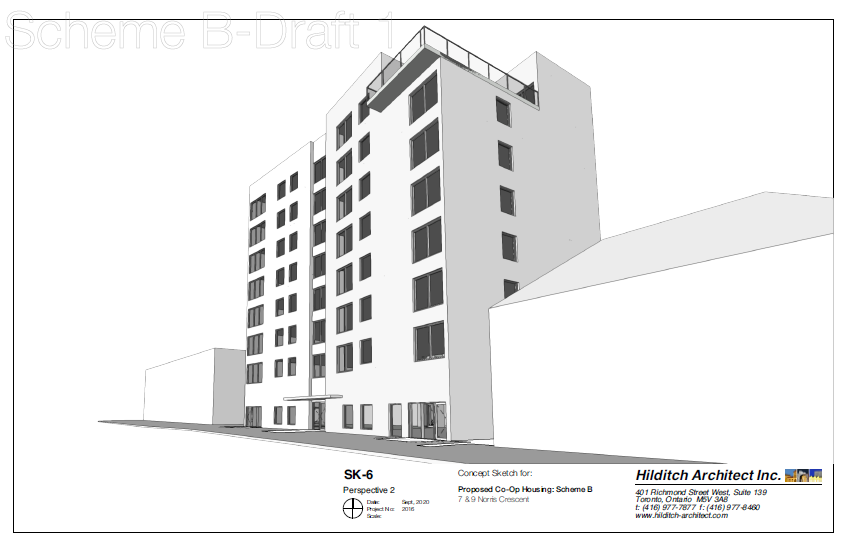 Scheme B-Draft 1
SK-6
Perspective 2
Date: Sept, 2020
Project No: 2016
Scale:
Concept Sketch for:
Proposed Co-Op Housing: Scheme B
7 & 9 Norris Crescent
Hilditch Architect Inc.
401 Richmond Street West, Suite 139
Toronto, Ontario M5V 3A8
t: (416) 977-7877 f: (416) 977-8460
www.hilditch-architect.com